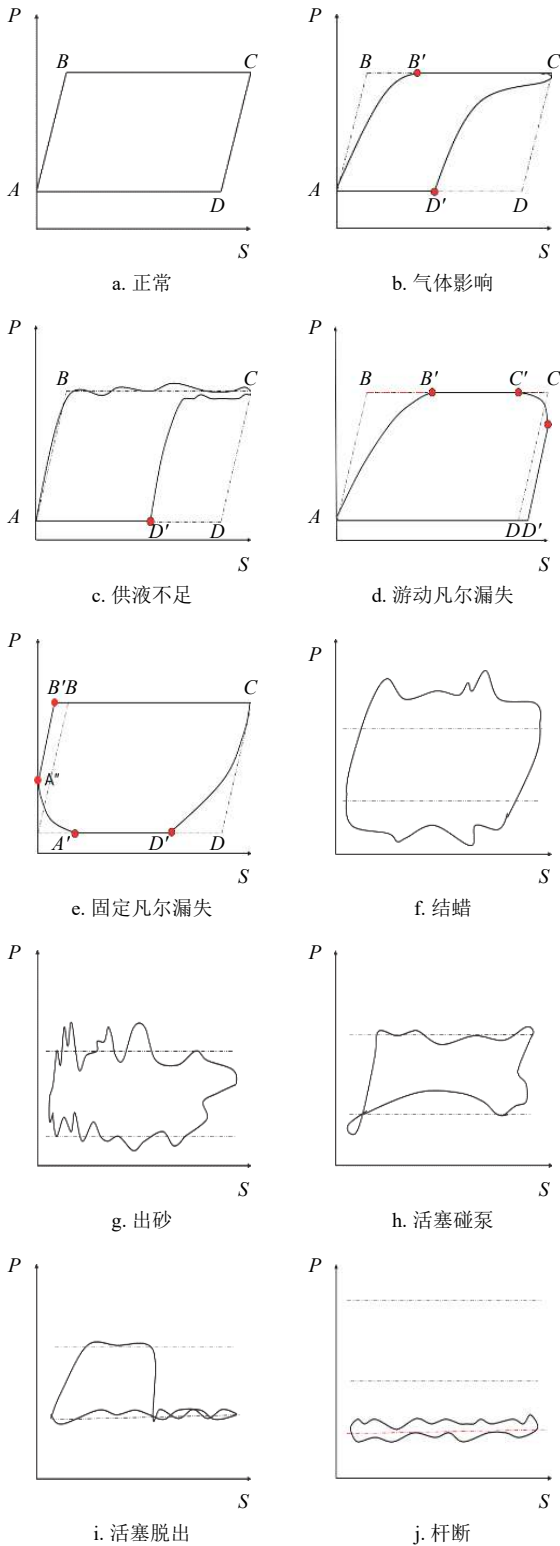 P P
B C B B′ C
A D A D′ D
S S
a. 正常 b. 气体影响
P P
B C B B′ C′ C
A D′ D A D D′
S S
c. 供液不足 d. 游动凡尔漏失
P P
B′ B C
A″
A′ D′ D
S S
e. 固定凡尔漏失 f. 结蜡
P P
S S
g. 出砂 h. 活塞碰泵
P P
S S
i. 活塞脱出 j. 杆断